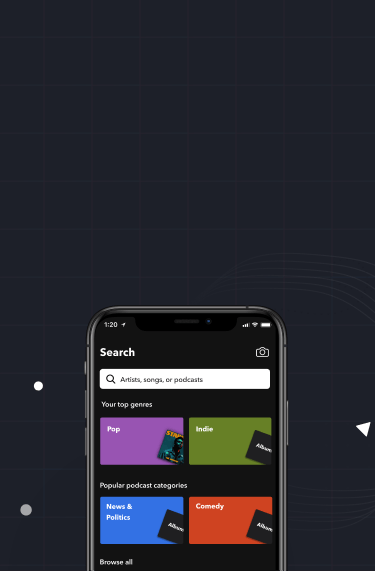 1:20
Search
Artists, songs, or podcasts
Your top genres
Pop
Indie
Album
Popular podcast categories
News &
Politics
Album
Comedy
Album
Browse all